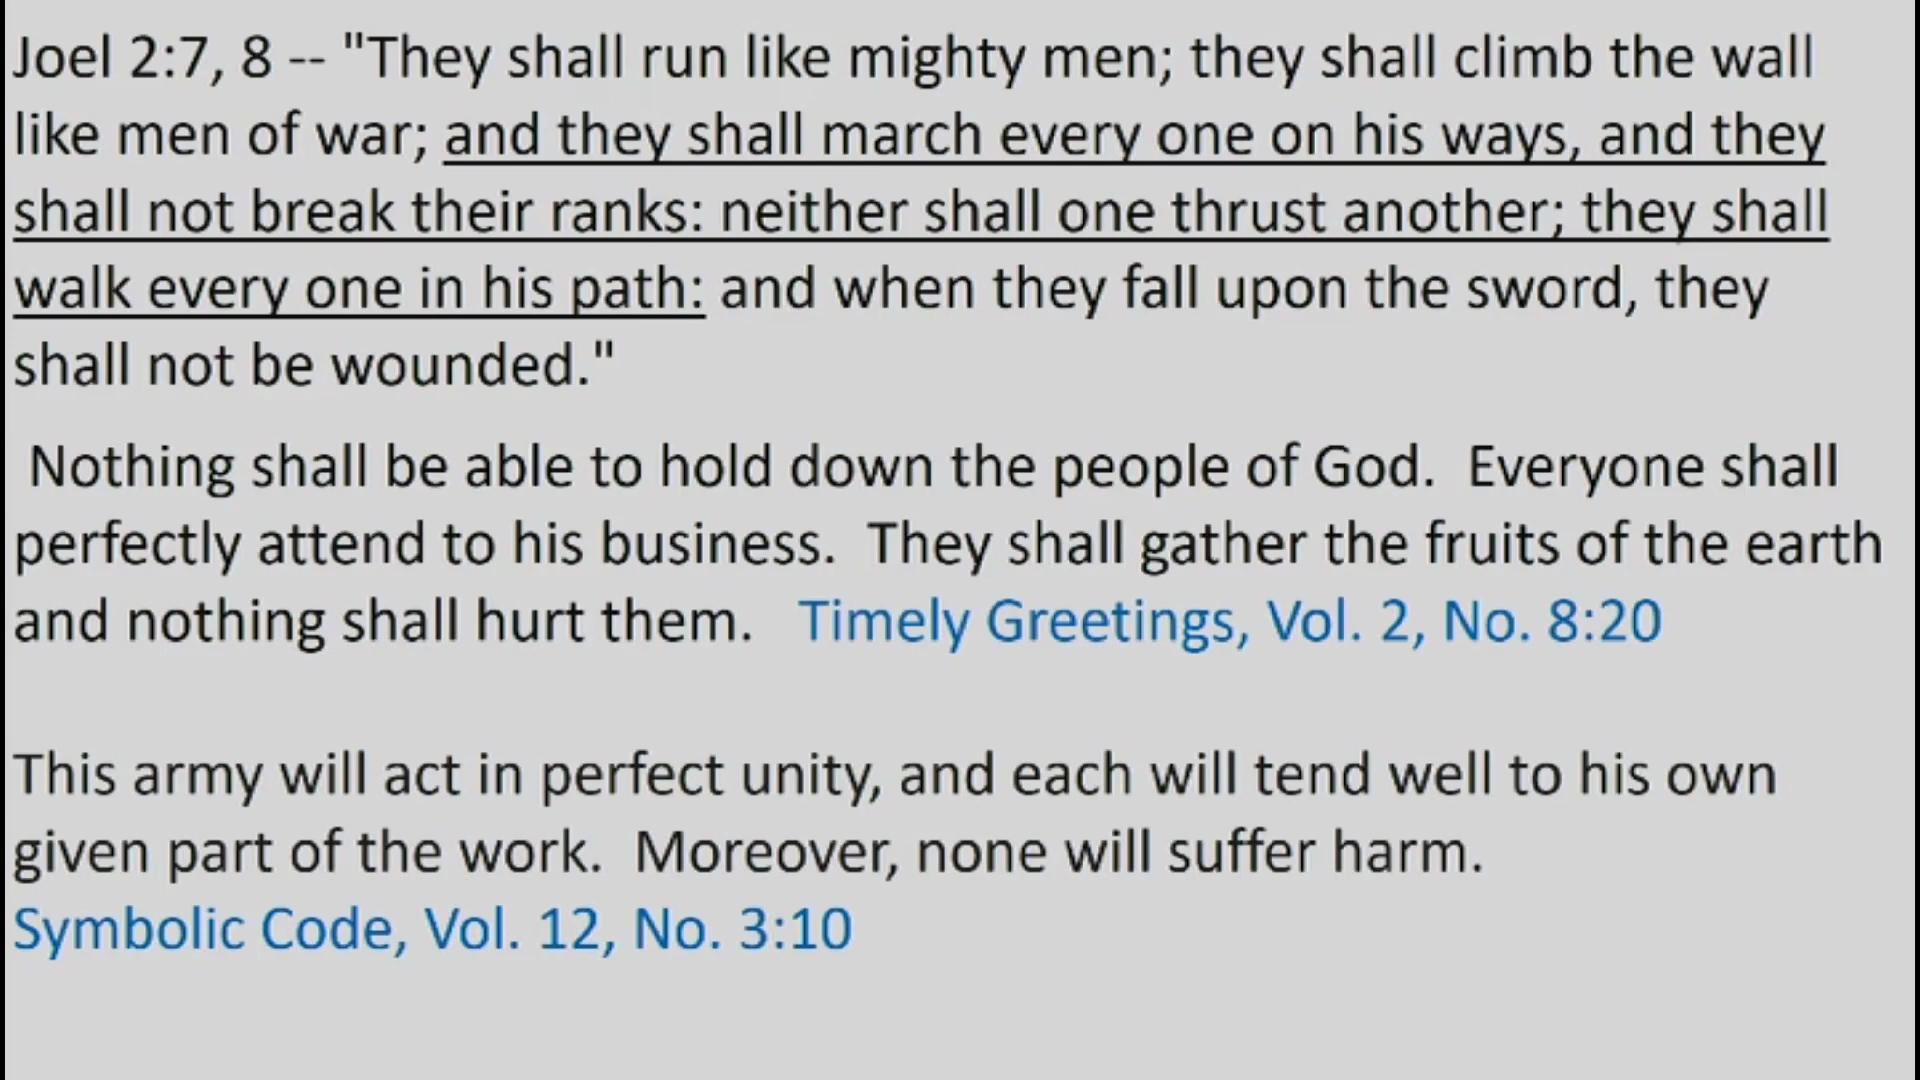 Joel 2:7, 8 -- "They shall run like mighty men; they shall climb the wall
like men of war; and they shall march every one on his ways, and they
shall not break their ranks: neither shall one thrust another; they shall
walk every one in his path: and when they fall upon the sword, they
shall not be wounded."
Nothing shall be able to hold down the people of God.  Everyone shall
perfectly attend to his business.  They shall gather the fruits of the earth
and nothing shall hurt them.   Timely Greetings, Vol. 2, No. 8:20
This army will act in perfect unity, and each will tend well to his own
given part of the work.  Moreover, none will suffer harm.
Symbolic Code, Vol. 12, No. 3:10